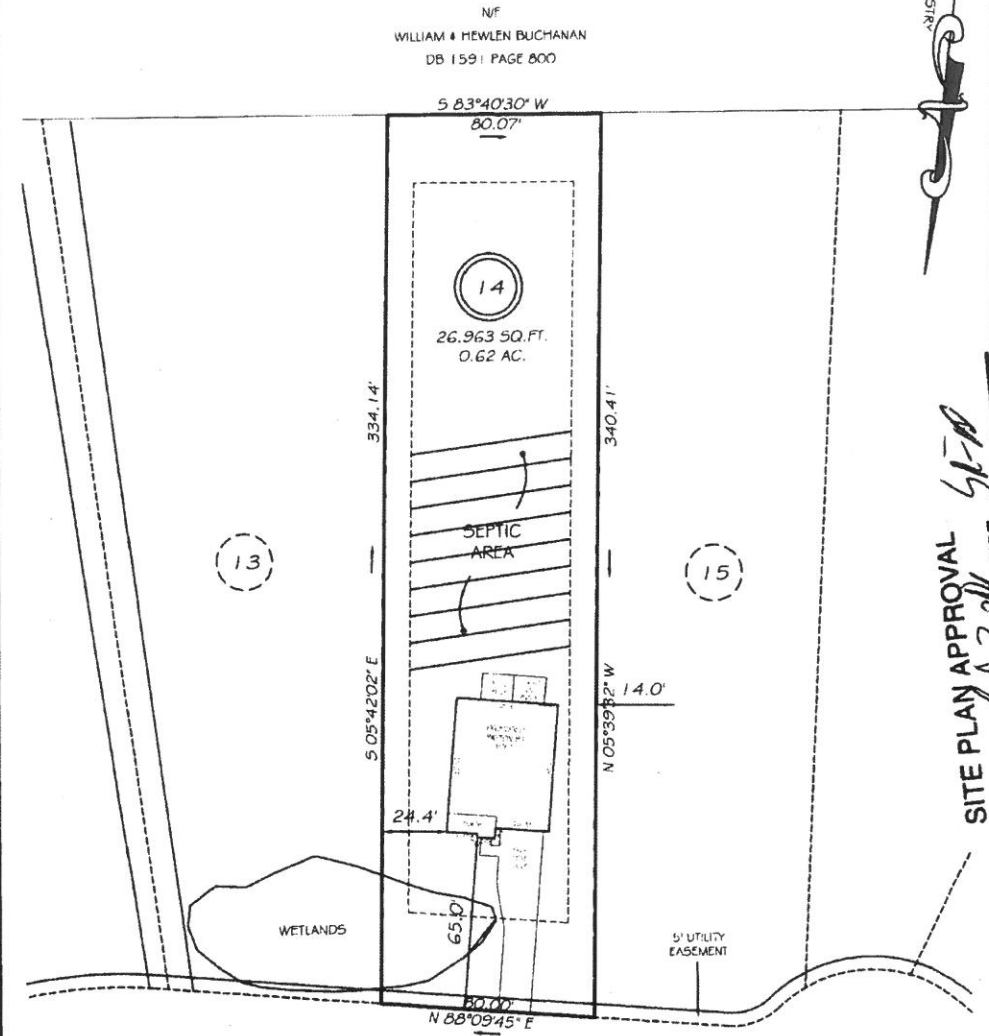 N/F
WILLIAM & HEWLEN BUCHANAN
DB 1591 PAGE 800
S 83°40'30" W
80.07'
14
26.963 SQ.FT.
0.62 AC.
334.14'
340.41'
SEPTIC
AREA
13
15
S 05°42'02" E
N 05°39'32" W
14.0'
24.4'
65.0'
WETLANDS
5' UTILITY
EASEMENT
80.00'
N 88°09'45" E
SITE PLAN APPROVAL